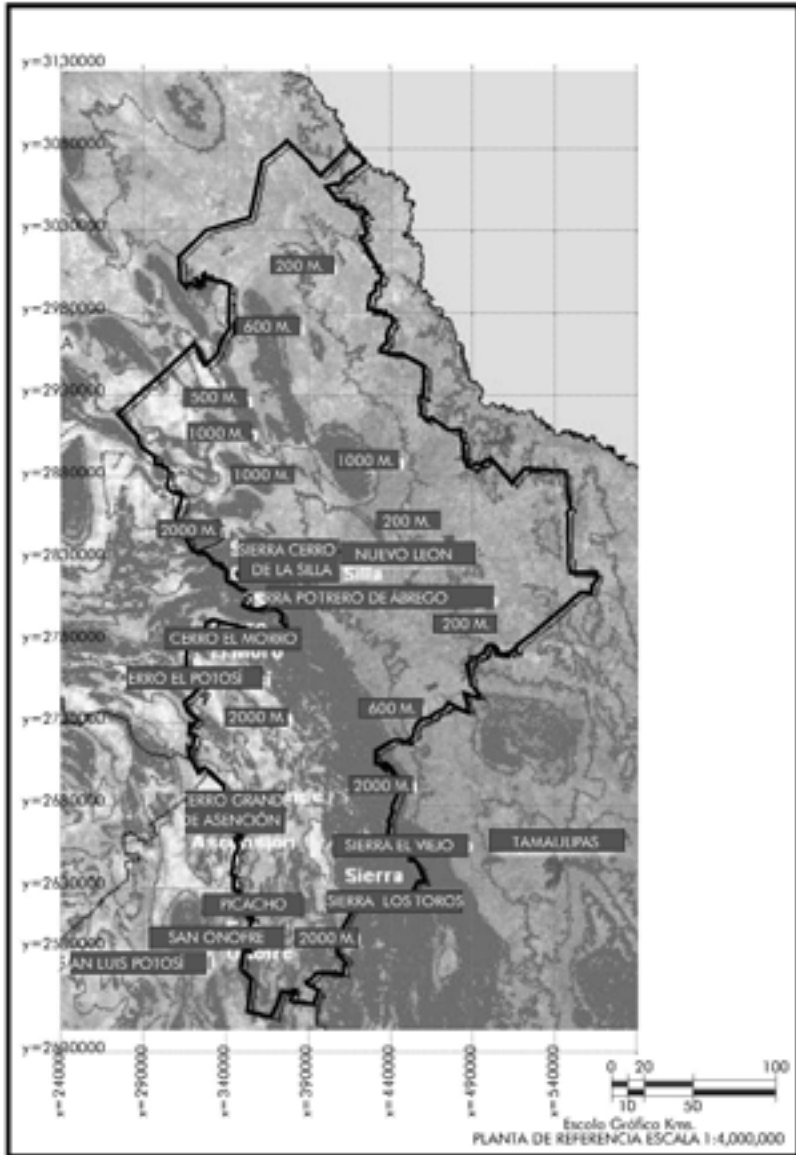 y=3130000
y=3080000
y=3030000
200 M.
y=2980000
600 M.
A
y=2930000
500 M.
1000 M.
1000 M.
y=2880000
1000 M.
200 M.
2000 M.
y=2830000
SIERRA CERRO
DE LA SILLA
NUEVO LEON
Silla
ERRA POTRERO DE ABREGO
y=2780000
200 M.
CERRO EL MORRO
ERRO EL POTOSÍ
y=2730000
600 M.
2000 M.
2000 M.
y=2680000
ERRO GRANDE
DE ASENCIÓN
SIERRA EL VIEJO
TAMAULIPAS
y=2630000
Sierra
PICACHO
SIERRA LOS TOROS
y=2580000
SAN ONOFRE
2000 M.
AN LUIS POTOSÍ
x=240000
x=290000
x=340000
x=390000
x=440000
x=490000
x=540000
0 20 100
10 50
Escala Gráfica Kms.
PLANTA DE REFERENCIA ESCALA 1:4,000,000